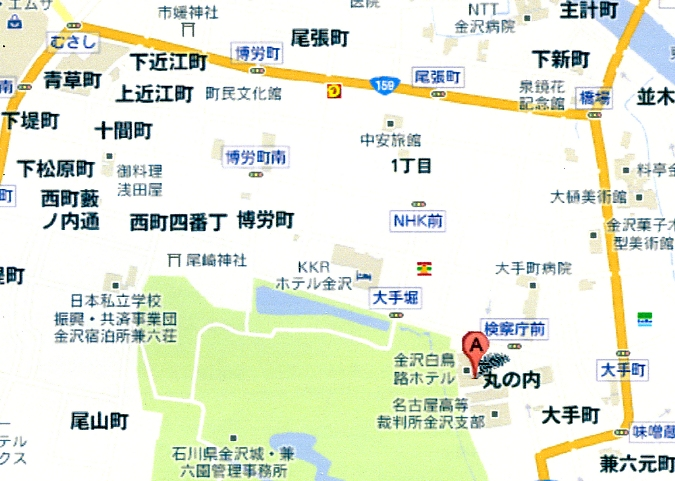 市媛神社
医院
NTT
金沢病院
主計町
むさし
尾張町
博労町
下近江町
下新町
青草町
尾張町
159
泉鏡花
記念館
橋場
並木
上近江町
町民文化館
下堤町
十間町
中安旅館
1丁目
下松原町
御料理
浅田屋
博労町南
料亭金
大樋美術館
西町藪
ノ内通
西町四番丁
博労町
NHK前
金沢菓子木
型美術館
尾崎神社
KKR
ホテル金沢
大手町病院
堤町
日本私立学校
振興・共済事業団
金沢宿泊所兼六荘
大手堀
検察庁前
A
金沢白鳥
路ホテル
丸の内
大手町
名古屋高等
裁判所金沢支部
大手町
尾山町
味噌蔵
石川県金沢城・兼
六園管理事務所
兼六元町
テル
クス